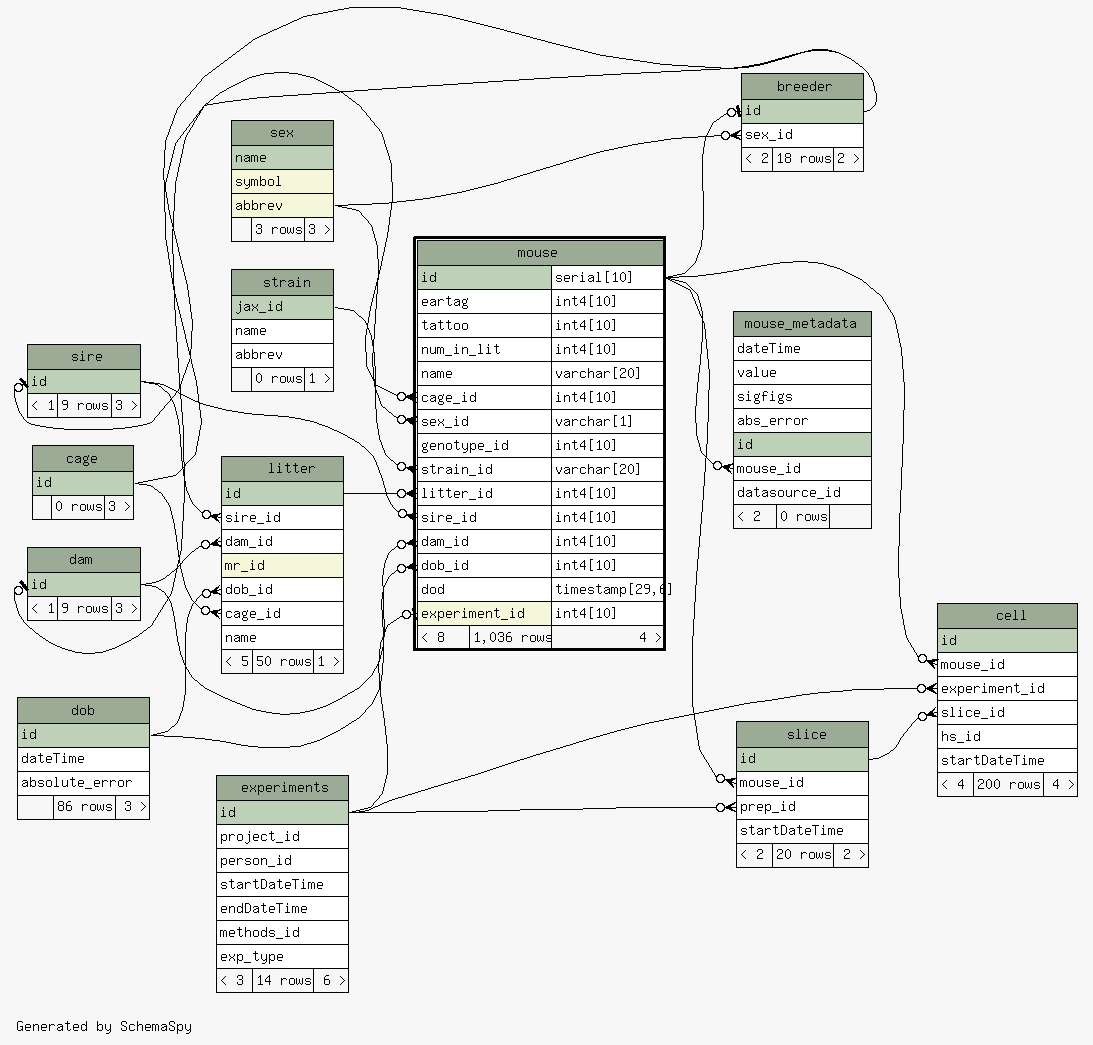 breeder
id
sex_id
< 2 18 rows 2 >
sex
name
symbol
abbrev
3 rows 3 >
strain
jax_id
name
abbrev
0 rows 1 >
mouse
id serial[10]
eartag int4[10]
tattoo int4[10]
num_in_lit int4[10]
name varchar[20]
cage_id int4[10]
sex_id varchar[1]
genotype_id int4[10]
strain_id varchar[20]
litter_id int4[10]
sire_id int4[10]
dam_id int4[10]
dob_id int4[10]
dod timestamp[29,6]
experiment_id int4[10]
< 8 1,036 rows 4 >
mouse_metadata
dateTime
value
sigfigs
abs_error
id
mouse_id
datasource_id
< 2 0 rows
sire
id
< 1 9 rows 3 >
cage
id
0 rows 3 >
dam
id
< 1 9 rows 3 >
litter
id
sire_id
dam_id
mr_id
dob_id
cage_id
name
< 5 50 rows 1 >
dob
id
dateTime
absolute_error
86 rows 3 >
experiments
id
project_id
person_id
startDateTime
endDateTime
methods_id
exp_type
< 3 14 rows 6 >
slice
id
mouse_id
prep_id
startDateTime
< 2 20 rows 2 >
cell
id
mouse_id
experiment_id
slice_id
hs_id
startDateTime
< 4 200 rows 4 >
Generated by SchemaSpy